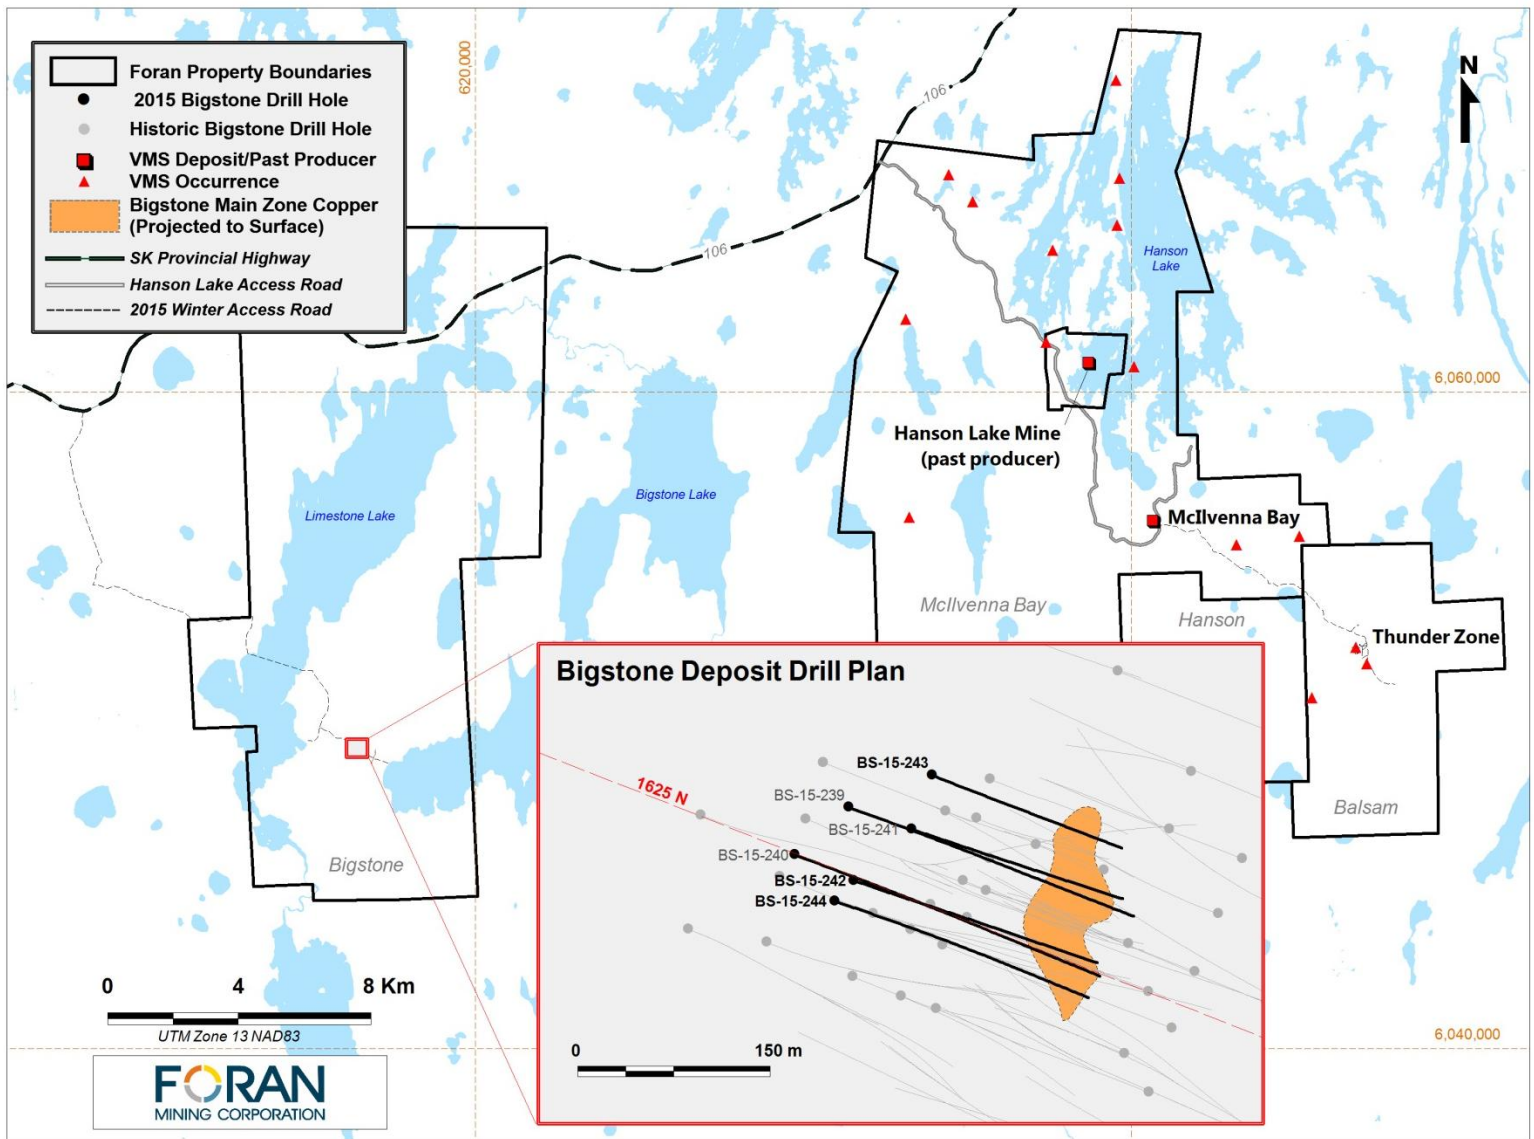 Foran Property Boundaries
2015 Bigstone Drill Hole
Historic Bigstone Drill Hole
VMS Deposit/Past Producer
VMS Occurrence
Bigstone Main Zone Copper
(Projected to Surface)
SK Provincial Highway
Hanson Lake Access Road
2015 Winter Access Road
620,000
106
106
N
Hanson
Lake
6,060,000
Hanson Lake Mine
(past producer)
Limestone Lake
Bigstone Lake
McIlvenna Bay
McIlvenna Bay
Hanson
Thunder Zone
Balsam
Bigstone
Bigstone Deposit Drill Plan
1625 N
BS-15-243
BS-15-239
BS-15-241
BS-15-240
BS-15-242
BS-15-244
0 150 m
6,040,000
0 4 8 Km
UTM Zone 13 NAD83
FORAN
MINING CORPORATION